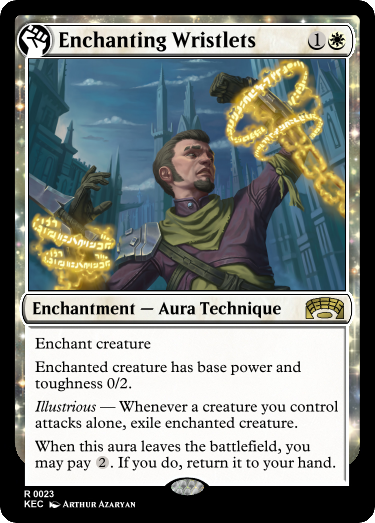 Enchanting Wristlets 1
Enchantment — Aura Technique
Enchant creature
Enchanted creature has base power and
toughness 0/2.
Illustrious — Whenever a creature you control
attacks alone, exile enchanted creature.
When this aura leaves the battlefield, you
may pay 2. If you do, return it to your hand.
R 0023
KEC Arthur Azaryan